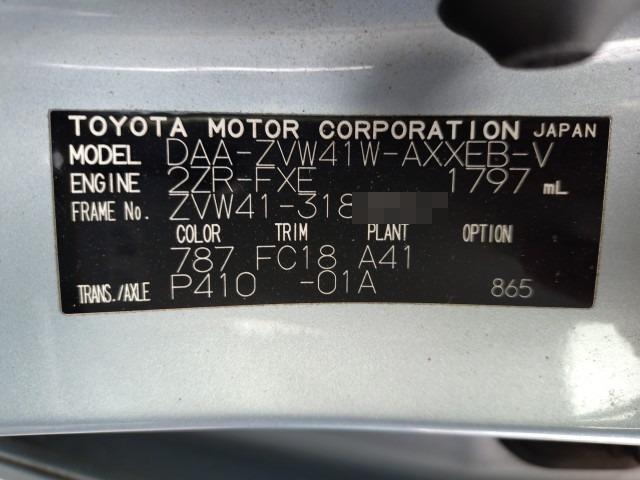 TOYOTA MOTOR CORPORATION JAPAN
MODEL DAA-ZVW41W-AXXEB-V
ENGINE 2ZR-FXE 1797 mL
FRAME No. ZVW41-318
COLOR TRIM PLANT OPTION
787 FC18 A41
TRANS./AXLE P410 -01A 865